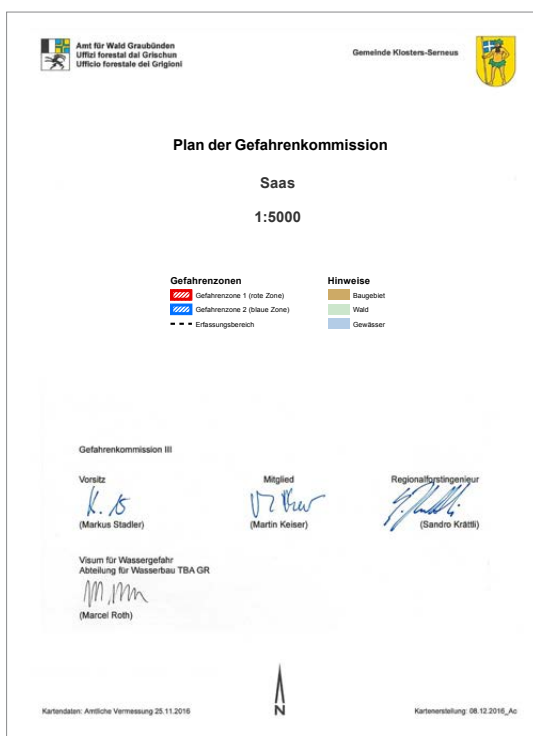 Amt für Wald Graubünden
Uffizi forestal dal Grischun
Ufficio forestale dei Grigioni
Gemeinde Klosters-Serneus
Plan der Gefahrenkommission
Saas
1:5000
Gefahrenzonen
Gefahrenzone 1 (rote Zone)
Gefahrenzone 2 (blaue Zone)
Erfassungsbereich
Hinweise
Baugebiet
Wald
Gewässer
Gefahrenkommission III
Vorsitz
(Markus Stadler)
Mitglied
(Martin Keiser)
Regionalforstingenieur
(Sandro Krättli)
Visum für Wassergefahr
Abteilung für Wasserbau TBA GR
(Marcel Roth)
N
Kartendaten: Amtliche Vermessung 25.11.2016
Kartenerstellung: 08.12.2016_Ac